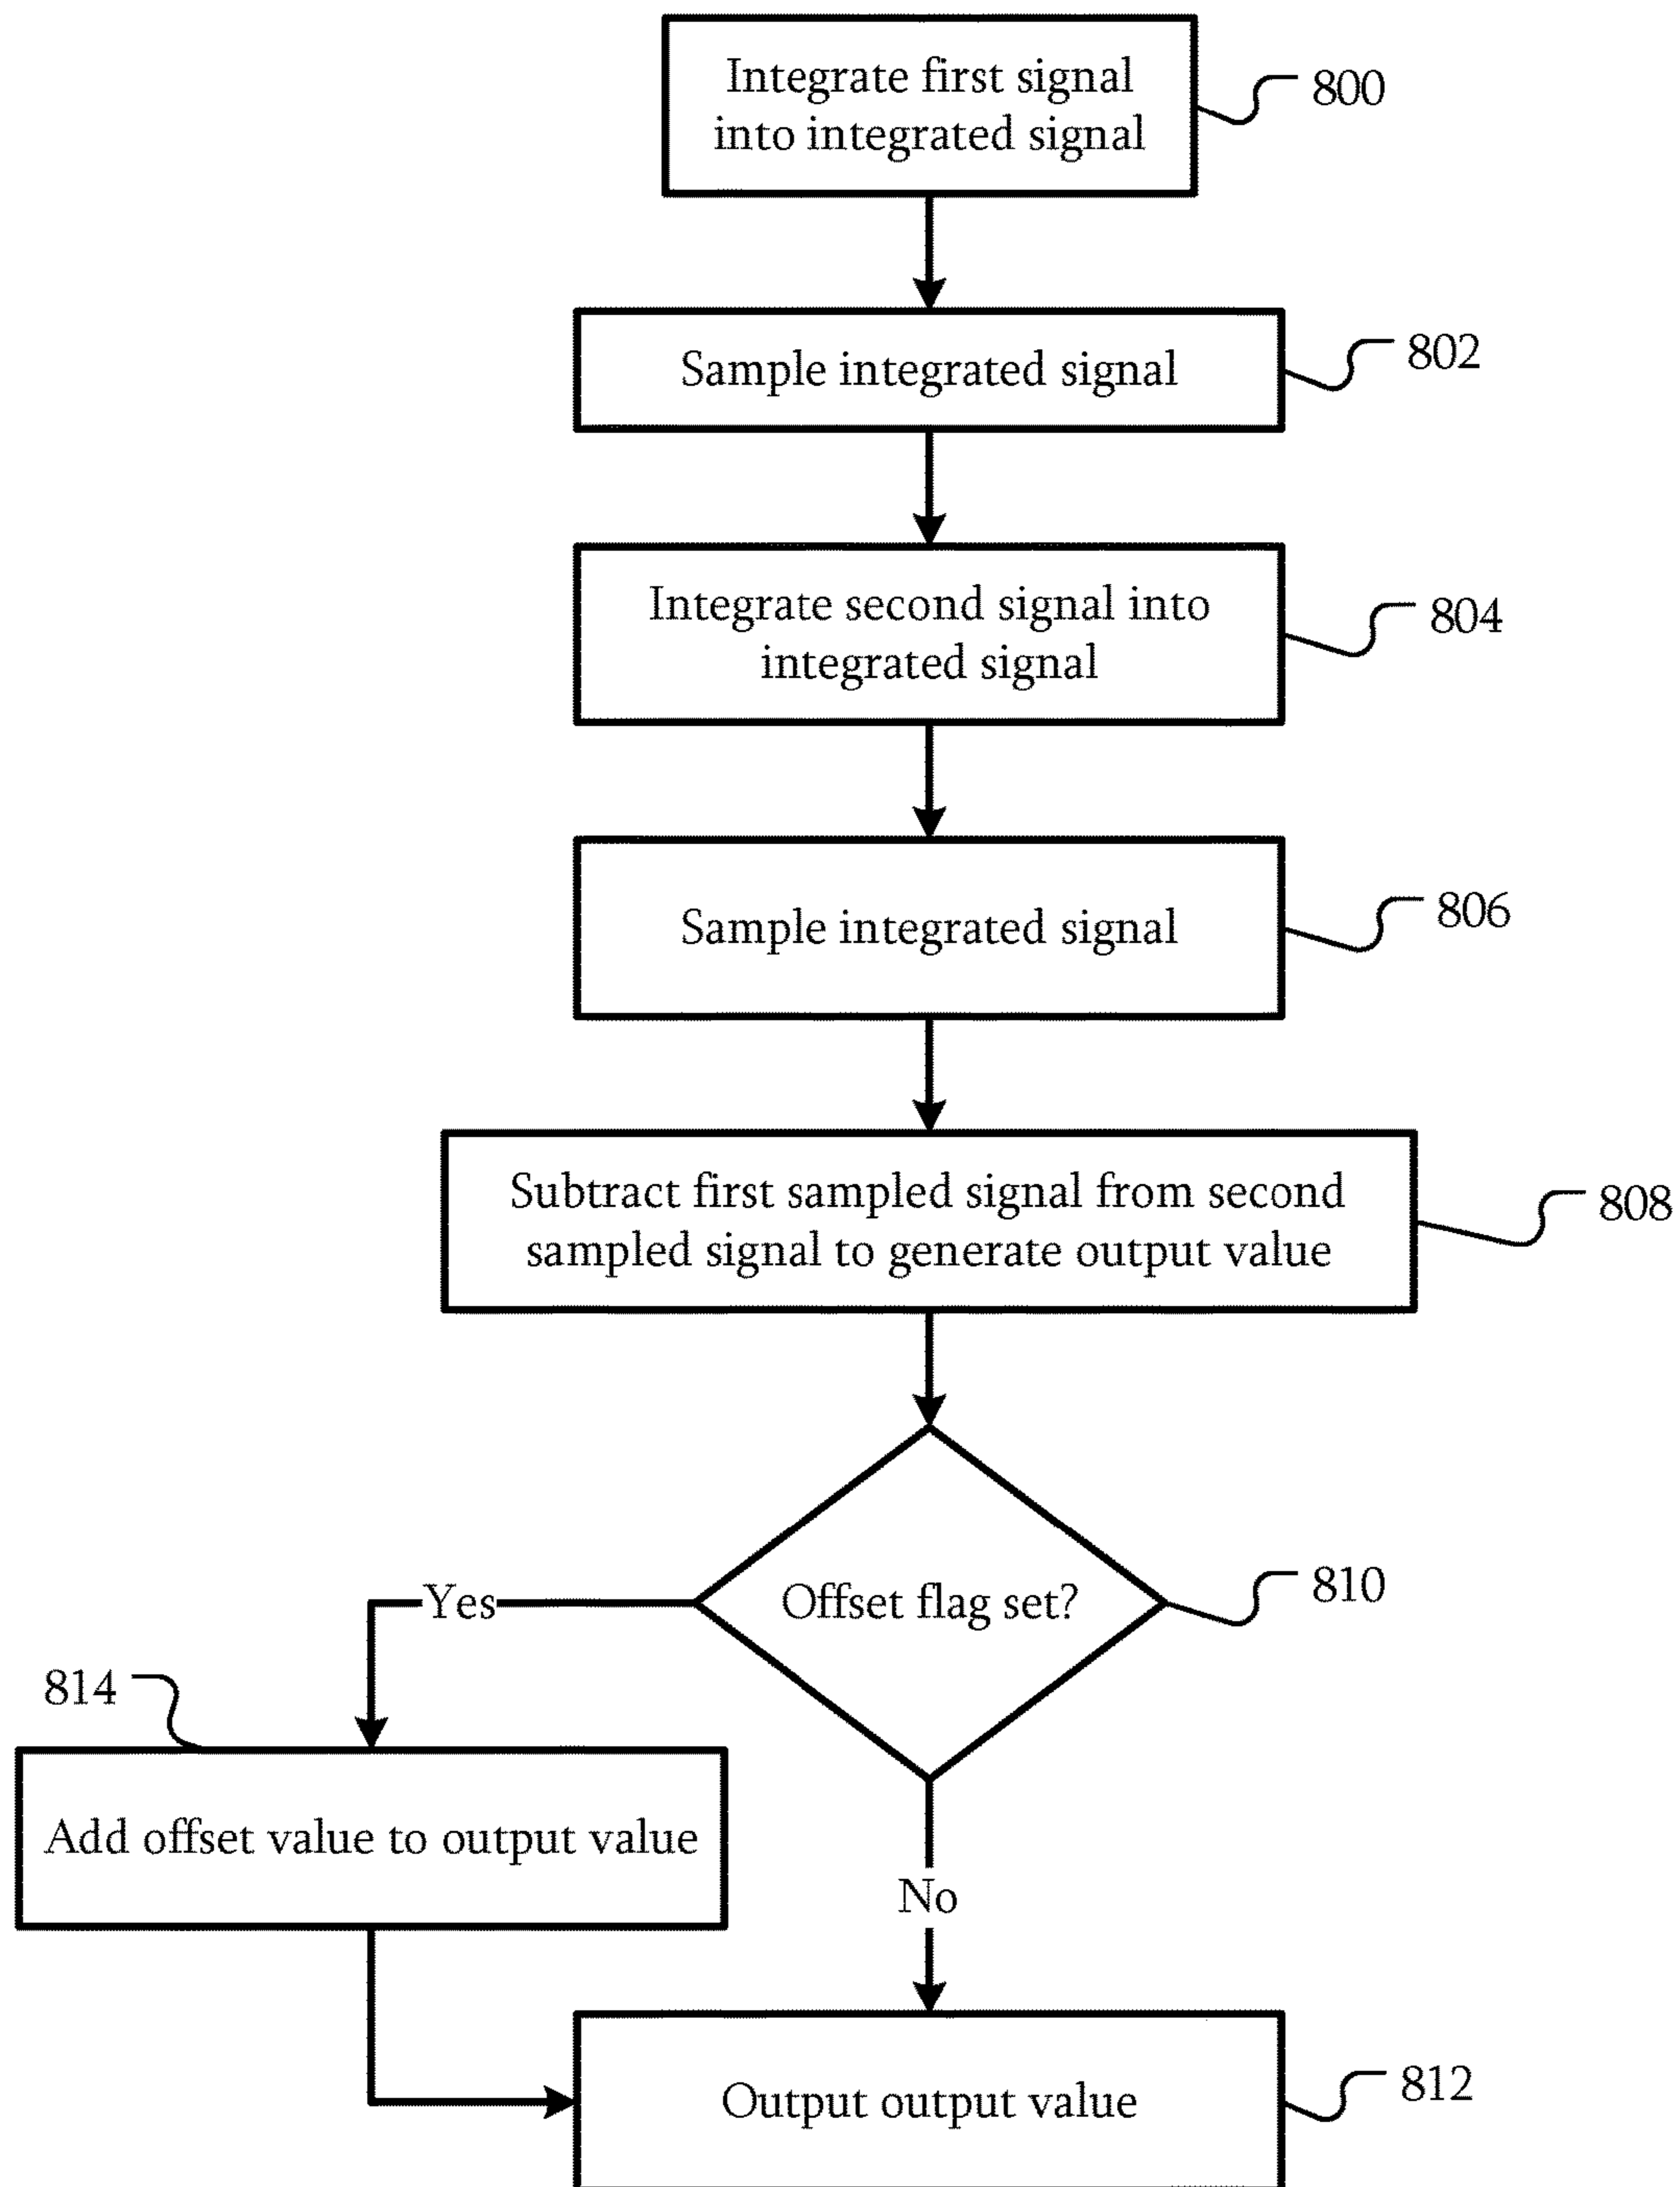 Integrate first signal
into integrated signal
800
Sample integrated signal
802
Integrate second signal into
integrated signal
804
Sample integrated signal
806
Subtract first sampled signal from second
sampled signal to generate output value
808
Offset flag set?
810
Yes
814
Add offset value to output value
No
Output output value
812